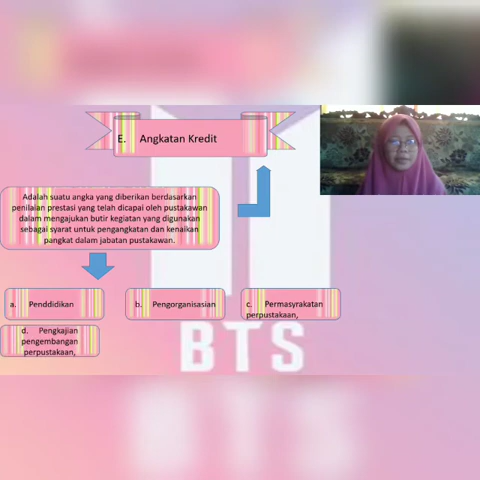 E. Angkatan Kredit
Adalah suatu angka yang diberikan berdasarkan
penilaian prestasi yang telah dicapai oleh pustakawan
dalam mengajukan butir kegiatan yang digunakan
sebagai syarat untuk pengangkatan dan kenaikan
pangkat dalam jabatan pustakawan.
a. Penddidikan
b. Pengorganisasian
c. Permasyrakatan
perpustakaan,
d. Pengkajian
pengembangan
perpustakaan,
BTS